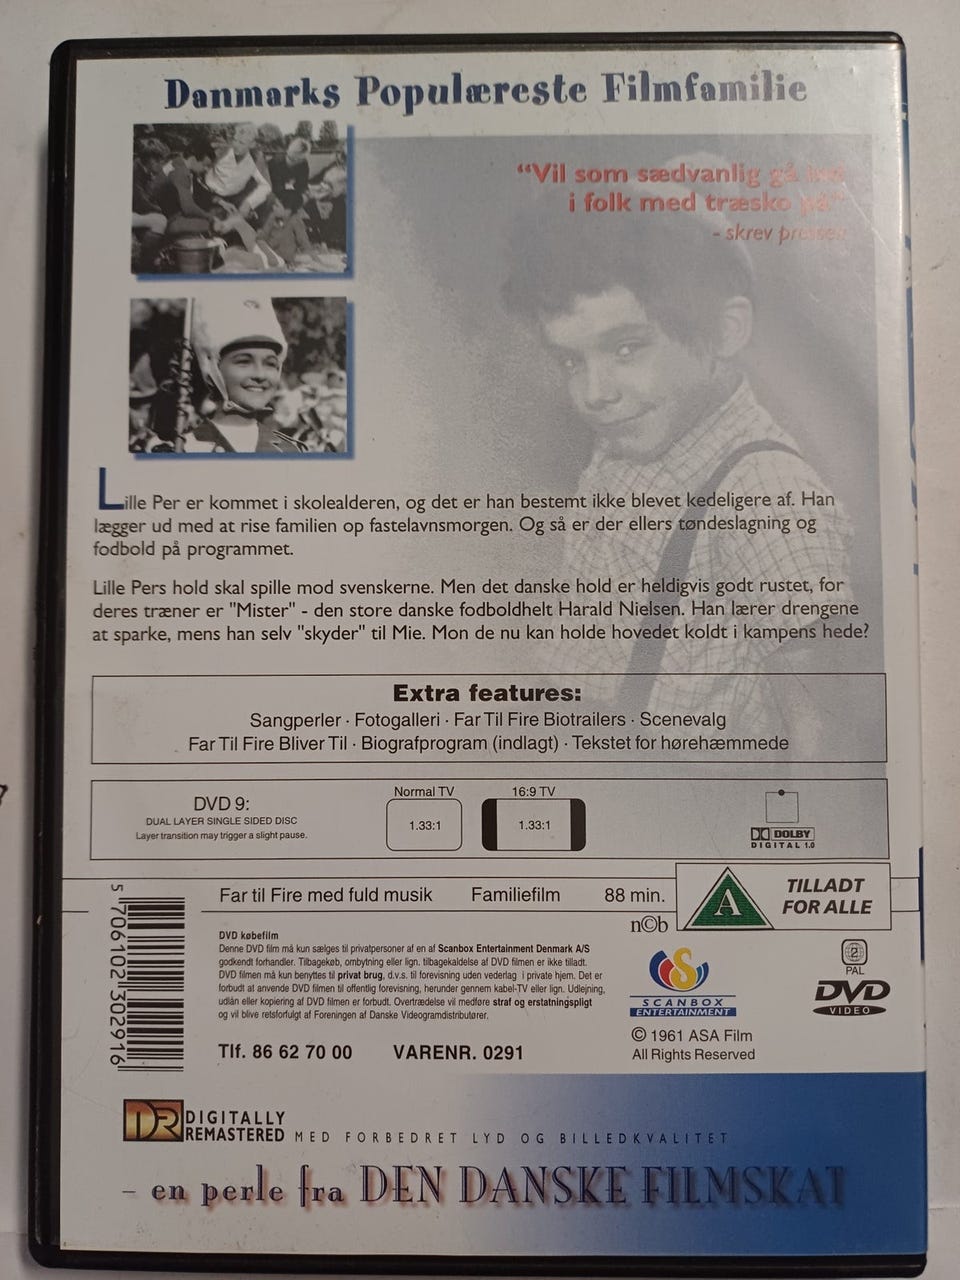 Danmarks Populæreste Filmfamilie
"Vil som sædvanlig gå ind
i folk med træsko på"
- skrev pressen
Lille Per er kommet i skolealderen, og det er han bestemt ikke blevet kedeligere af. Han
lægger ud med at rise familien op fastelavnsmorgen. Og så er der ellers tøndeslagning og
fodbold på programmet.
Lille Pers hold skal spille mod svenskerne. Men det danske hold er heldigvis godt rustet, for
deres træner er "Mister" - den store danske fodboldhelt Harald Nielsen. Han lærer drengene
at sparke, mens han selv "skyder" til Mie. Mon de nu kan holde hovedet koldt i kampens hede?
Extra features:
Sangperler · Fotogalleri · Far Til Fire Biotrailers · Scenevalg
Far Til Fire Bliver Til · Biografprogram (indlagt) · Tekstet for hørehæmmede
DVD 9:
DUAL LAYER SINGLE SIDED DISC
Layer transition may trigger a slight pause.
Normal TV
1.33:1
16:9 TV
1.33:1
DOLBY
DIGITAL 1.0
Far til Fire med fuld musik Familiefilm 88 min.
A
TILLADT
FOR ALLE
n©b
DVD købefilm
Denne DVD film må kun sælges til privatpersoner af en af Scanbox Entertainment Denmark A/S
godkendt forhandler. Tilbagekøb, ombytning eller lign. tilbagekaldelse af DVD filmen er ikke tilladt.
DVD filmen må kun benyttes til privat brug, d.v.s. til forevisning uden vederlag i private hjem. Det er
forbudt at anvende DVD filmen til offentlig forevisning, herunder gennem kabel-TV eller lign. Udlejning,
udlån eller kopiering af DVD filmen er forbudt. Overtrædelse vil medføre straf og erstatningspligt
og vil blive retsforfulgt af Foreningen af Danske Videogramdistributører.
Tlf. 86 62 70 00 VARENR. 0291
5 706102 302916
S
SCANBOX
ENTERTAINMENT
© 1961 ASA Film
All Rights Reserved
2
PAL
DVD
VIDEO
DR
DIGITALLY
REMASTERED MED FORBEDRET LYD OG BILLEDKVALITET
– en perle fra DEN DANSKE FILMSKAT